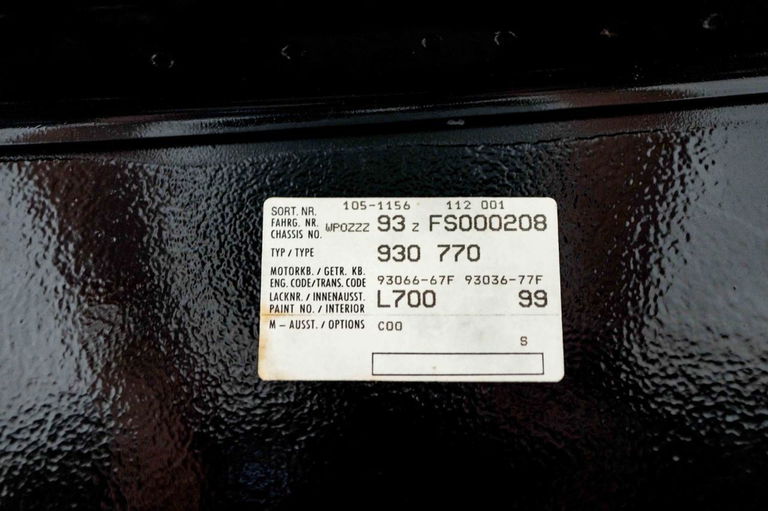 SORT. NR. 105-1156 112 001
FAHRG. NR.
CHASSIS NO. WPOZZZ 93 Z FS000208
TYP / TYPE 930 770
MOTORKB. / GETR. KB.
ENG. CODE/TRANS. CODE 93066-67F 93036-77F
LACKNR. / INNENAUSST.
PAINT NO. / INTERIOR L700 99
M – AUSST. / OPTIONS C00
S